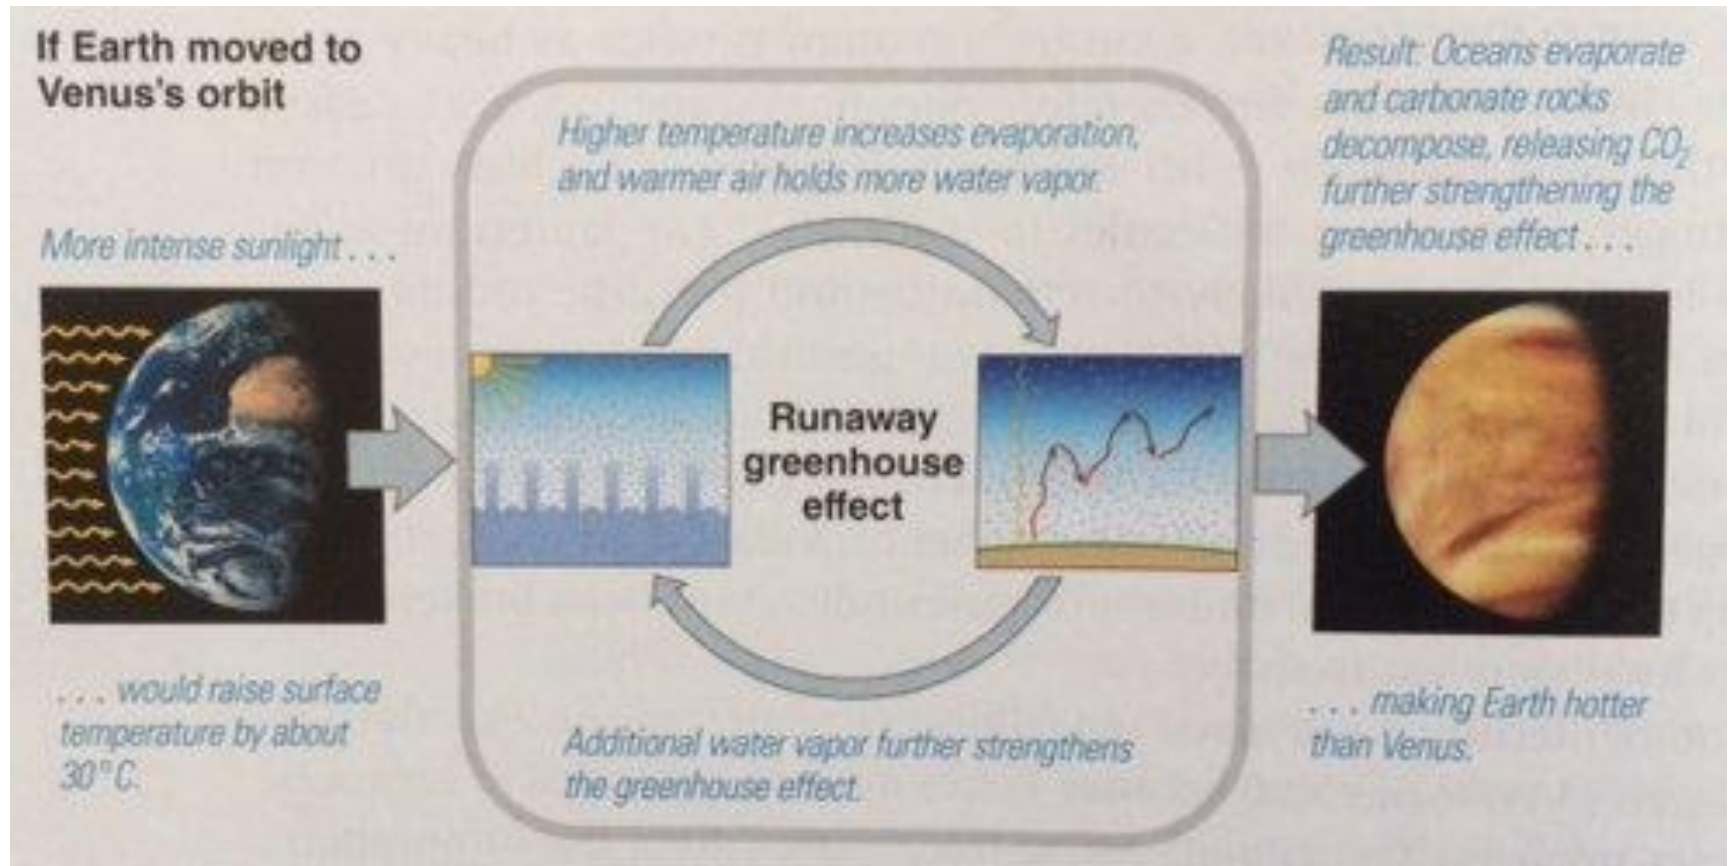 If Earth moved to
Venus's orbit
More intense sunlight . . .
. . . would raise surface
temperature by about
30°C.
Higher temperature increases evaporation,
and warmer air holds more water vapor.
Runaway
greenhouse
effect
Additional water vapor further strengthens
the greenhouse effect.
Result: Oceans evaporate
and carbonate rocks
decompose, releasing CO₂
further strengthening the
greenhouse effect . . .
. . . making Earth hotter
than Venus.